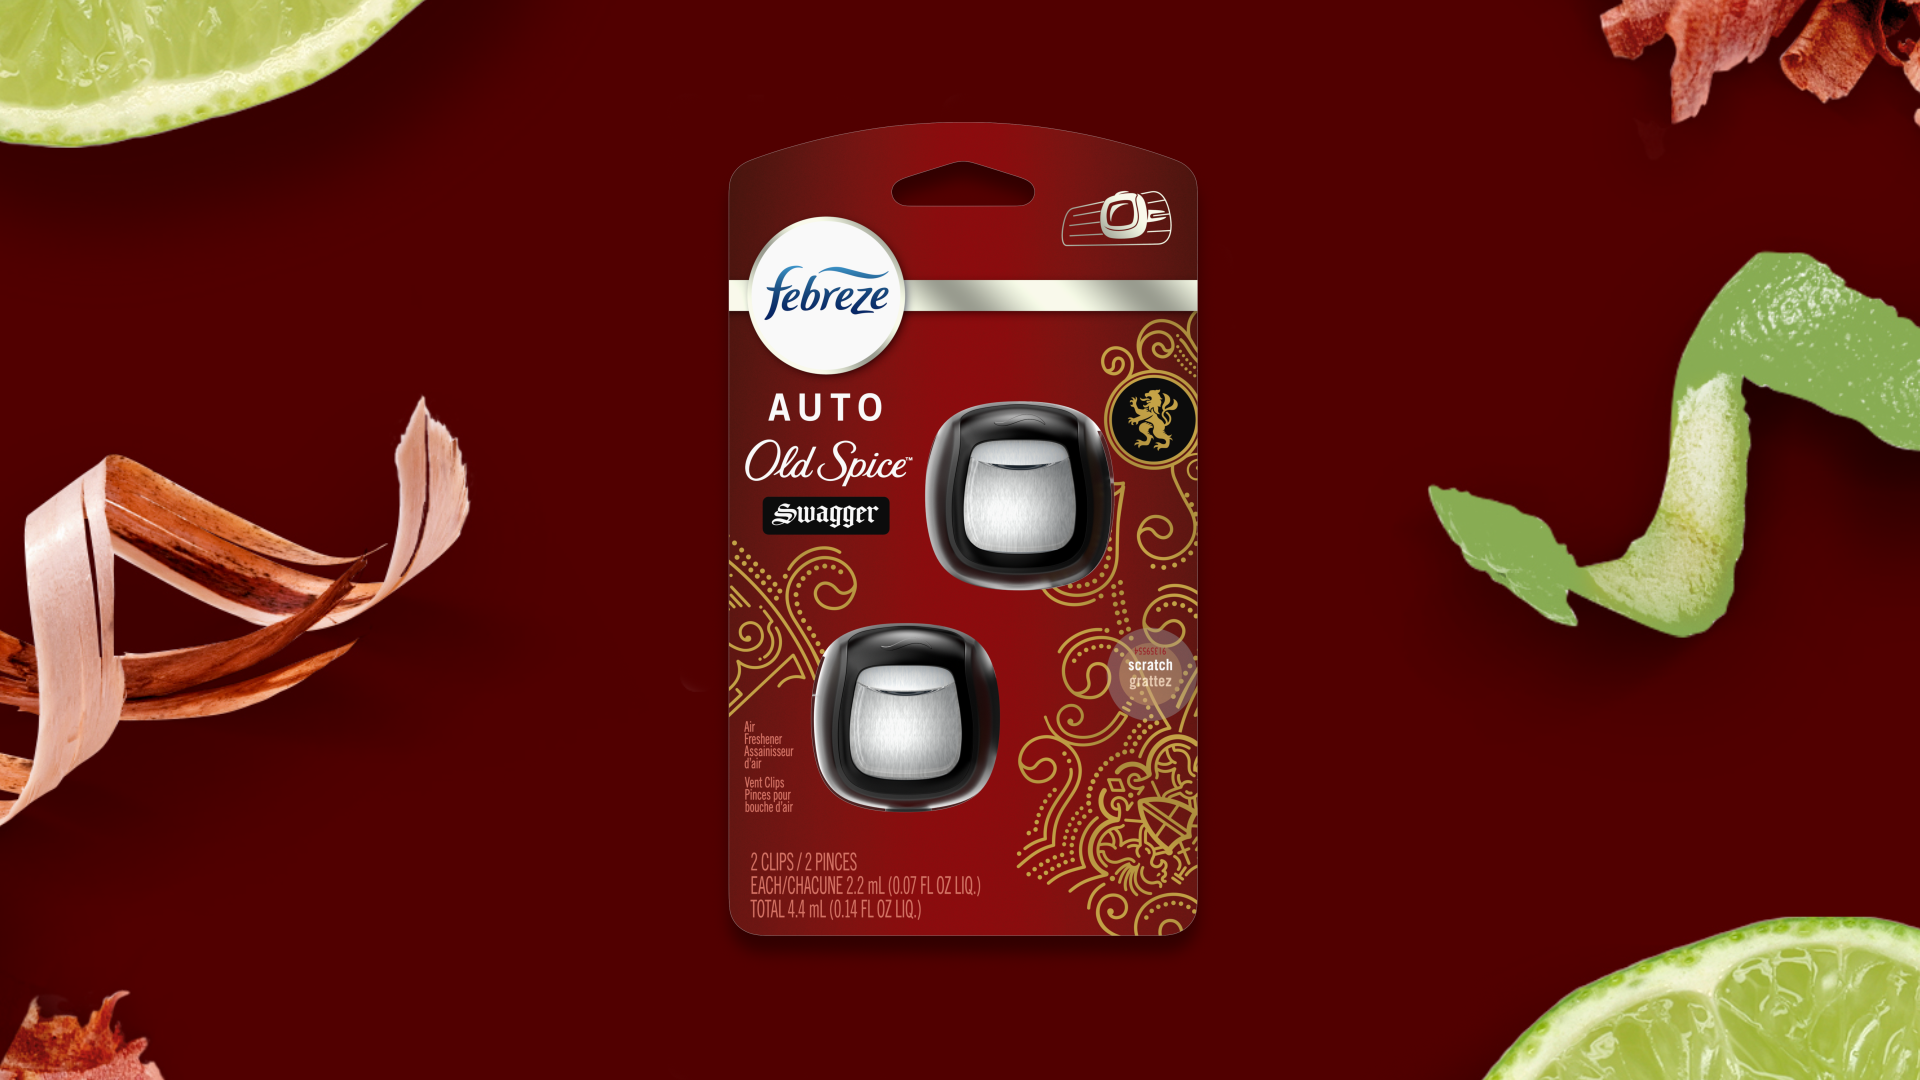 febreze
AUTO
Old Spice™
Swagger
scratch
grattez
Air
Freshener
Assainisseur
d'air
Vent Clips
Pinces pour
bouche d'air
2 CLIPS / 2 PINCES
EACH/CHACUNE 2.2 mL (0.07 FL OZ LIQ.)
TOTAL 4.4 mL (0.14 FL OZ LIQ.)